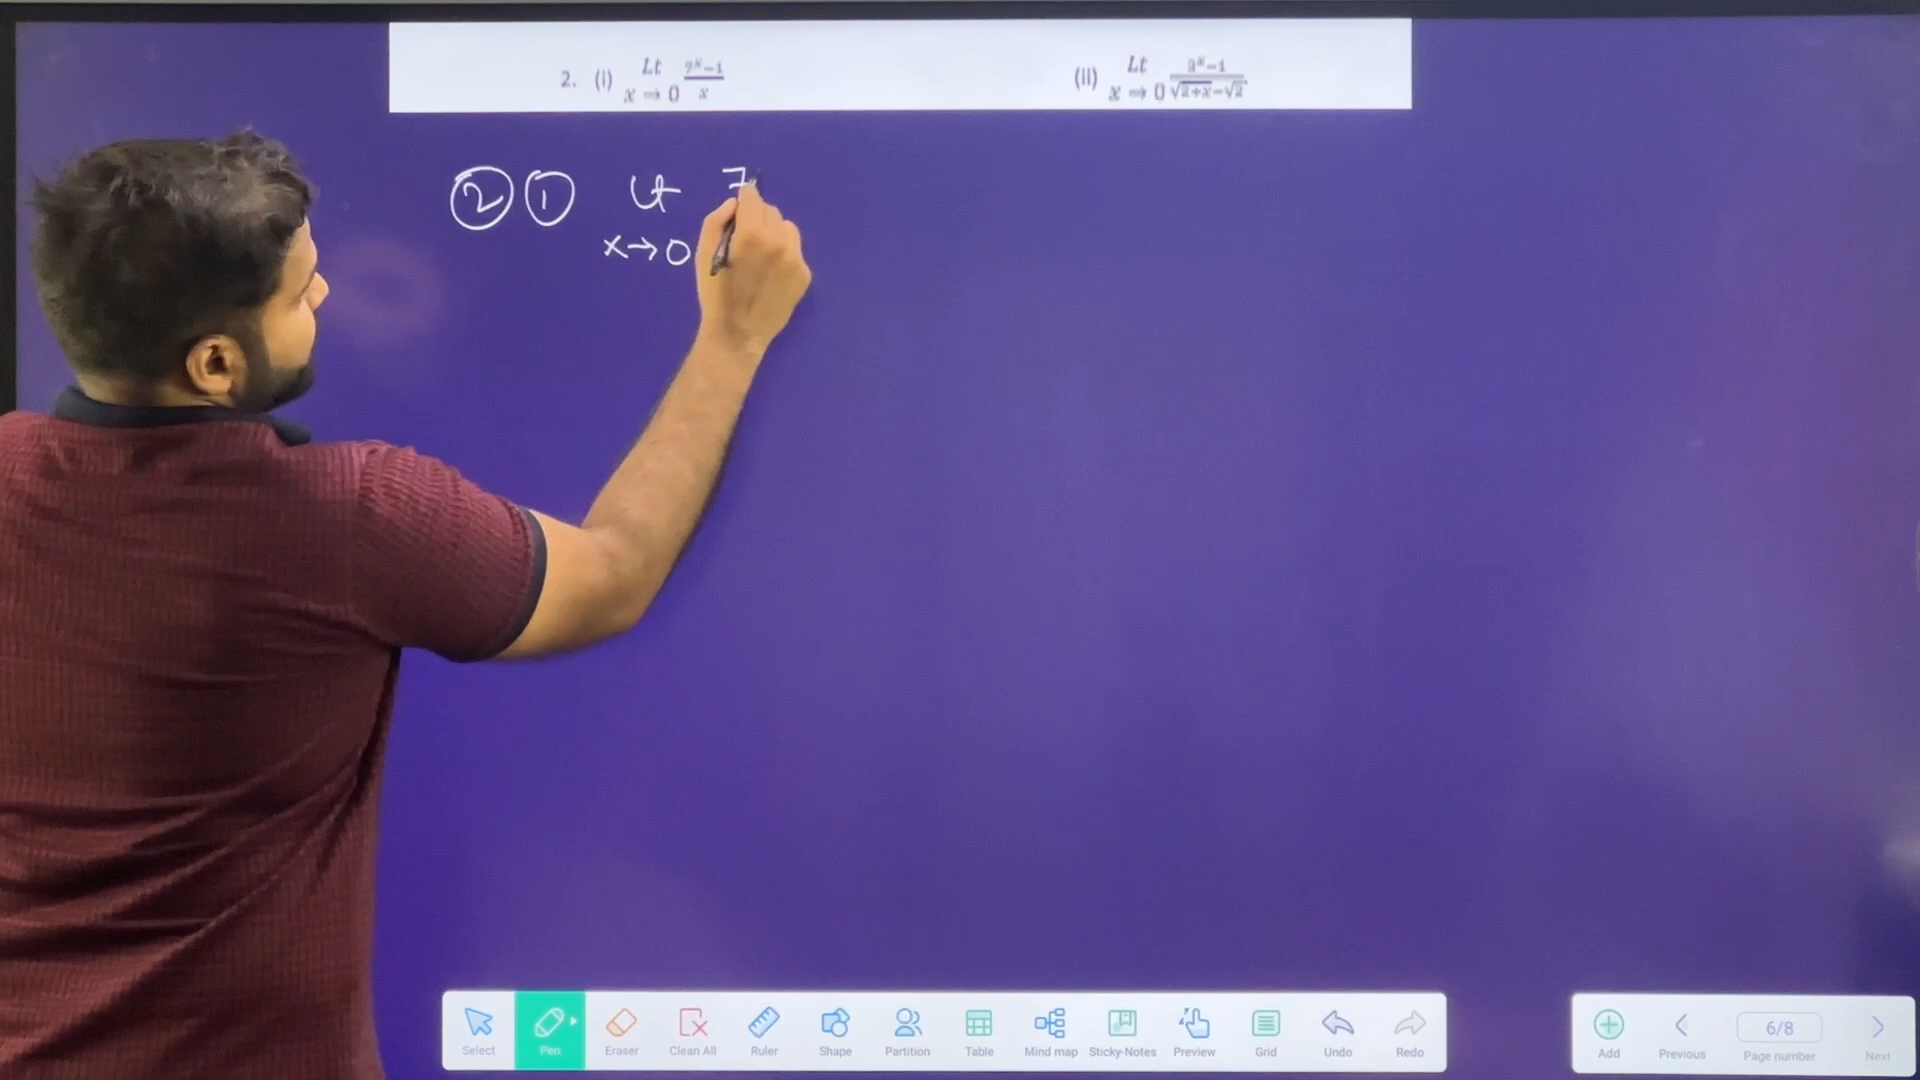 2. (i) Lt x→0 7ˣ−1/x (ii) Lt x→0 3ˣ−1/√2+x−√2
② ① Lt 7
x→0
Select Pen Eraser Clean All Ruler Shape Partition Table Mind map Sticky-Notes Preview Grid Undo Redo Add Previous 6/8 Page number Next